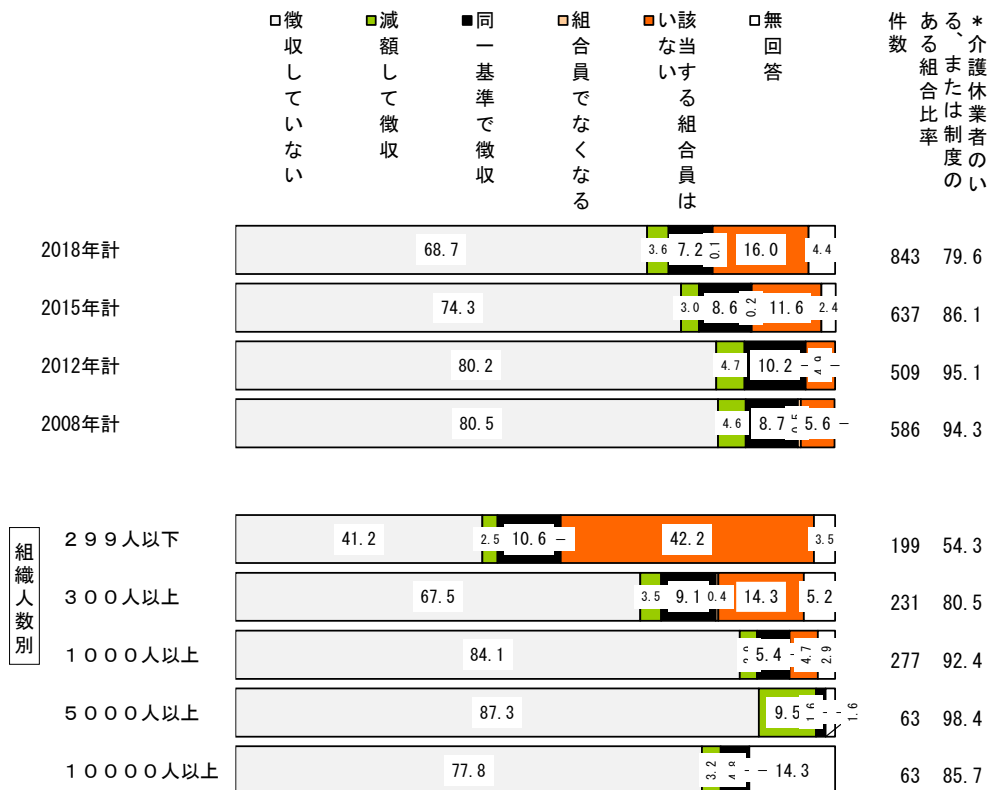 徴収していない
減額して徴収
同一基準で徴収
組合員でなくなる
該当する組合員は
いない
無回答
件数
*介護休業者のい
る、または制度の
ある組合比率
2018年計 68.7 3.6 7.2 0.1 16.0 4.4 843 79.6
2015年計 74.3 3.0 8.6 0.2 11.6 2.4 637 86.1
2012年計 80.2 4.7 10.2 - 4.9 - 509 95.1
2008年計 80.5 4.6 8.7 0.5 5.6 - 586 94.3
組織人数別
２９９人以下 41.2 2.5 10.6 - 42.2 3.5 199 54.3
３００人以上 67.5 3.5 9.1 0.4 14.3 5.2 231 80.5
１０００人以上 84.1 2.9 5.4 - 4.7 2.9 277 92.4
５０００人以上 87.3 9.5 1.6 - - 1.6 63 98.4
１００００人以上 77.8 3.2 4.8 - - 14.3 63 85.7